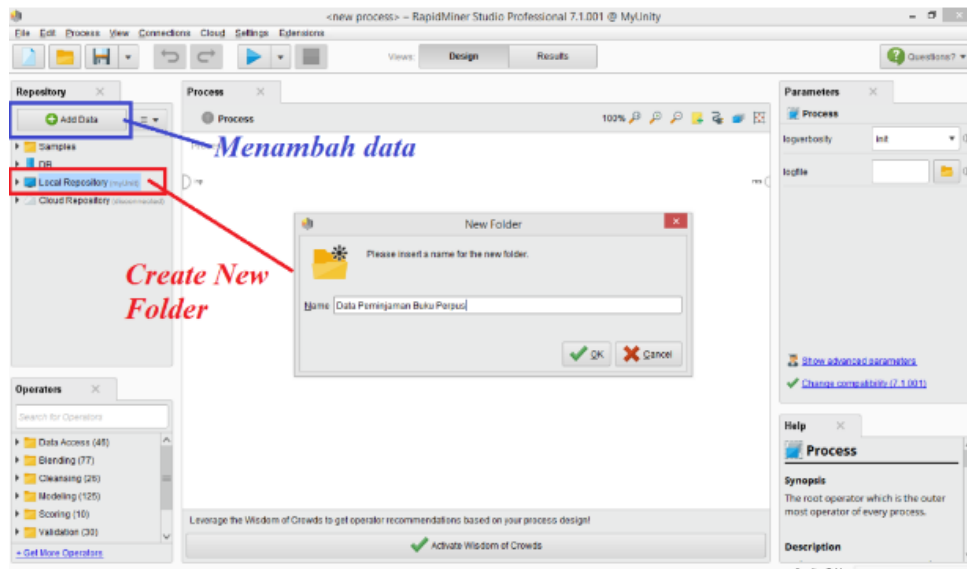 <new process> – RapidMiner Studio Professional 7.1.001 @ MyUnity
File Edit Process View Connections Cloud Settings Extensions
Views: Design Results
Questions?
Repository
Add Data
Samples
DB
Local Repository
Cloud Repository (disconnected)
Process
Process
100%
Menambah data
Create New
Folder
New Folder
Please insert a name for the new folder.
Name Data Peminjaman Buku Perpus
OK Cancel
Parameters
Process
logverbosity init
logfile
Show advanced parameters
Change compatibility (7.1.001)
Operators
Search for Operators
Data Access (46)
Blending (77)
Cleansing (26)
Modeling (125)
Scoring (10)
Validation (30)
+ Get More Operators
Leverage the Wisdom of Crowds to get operator recommendations based on your process design!
Activate Wisdom of Crowds
Help
Process
Synopsis
The root operator which is the outer
most operator of every process.
Description